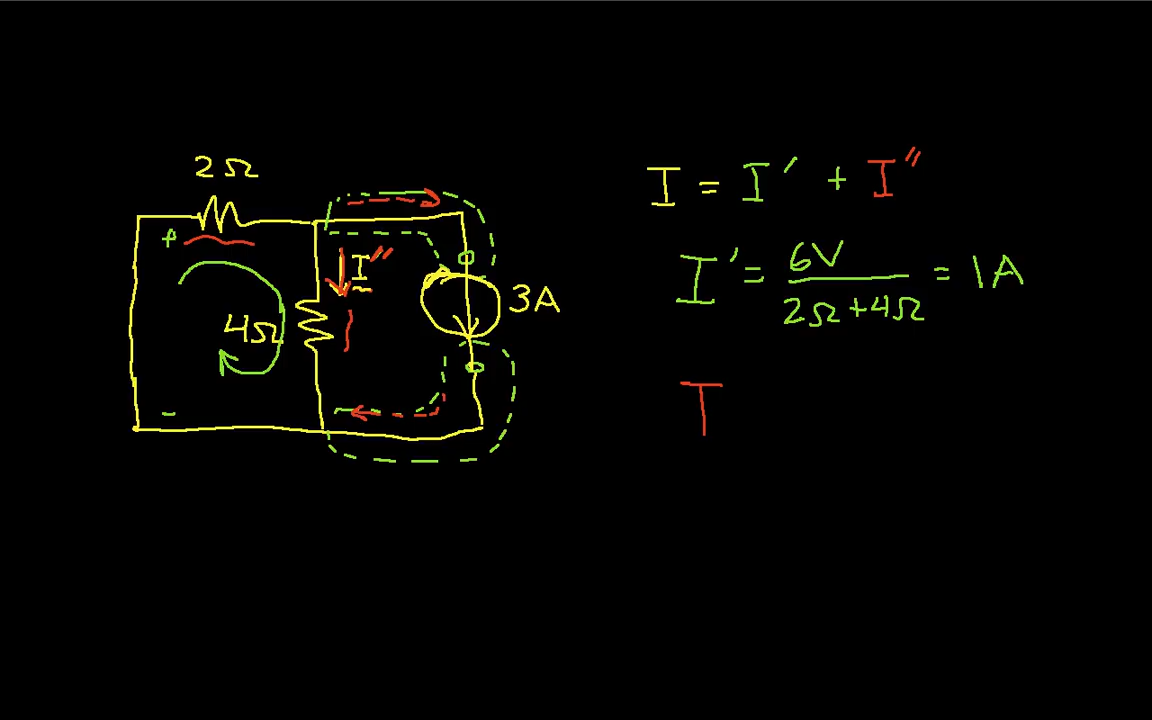 2Ω
I = I′ + I″
+
I″
4Ω
3A
I′ = 6V / 2Ω+4Ω = 1A
-
I